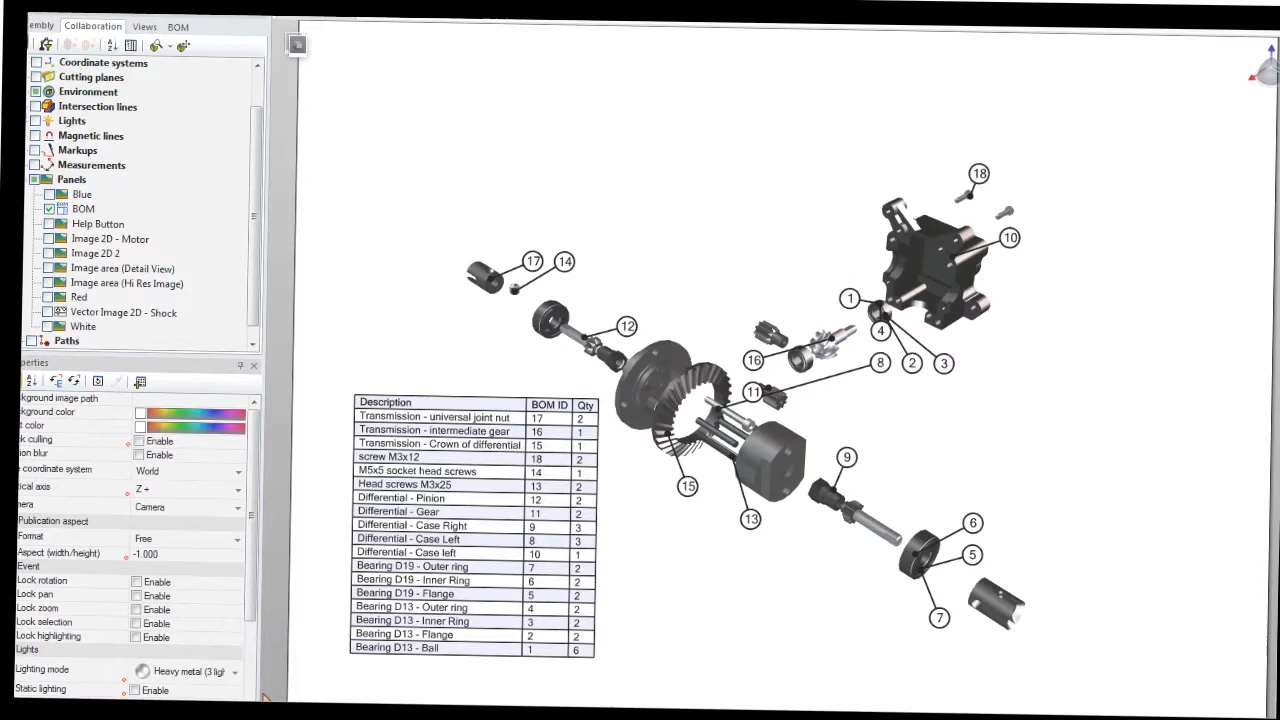 Collaboration Views BOM
Coordinate systems
Cutting planes
Environment
Intersection lines
Lights
Magnetic lines
Markups
Measurements
Panels
Blue
BOM
Help Button
Image 2D - Motor
Image 2D 2
Image area (Detail View)
Image area (Hi Res Image)
Red
Vector Image 2D - Shock
White
Paths
image path
color
color
culling Enable
blur Enable
coordinate system World
axis Z +
Camera
Publication aspect
Format Free
Aspect (width/height) -1.000
Event
Lock rotation Enable
Lock pan Enable
Lock zoom Enable
Lock selection Enable
Lock highlighting Enable
Lights
Lighting mode Heavy metal (3
Static lighting Enable
18
10
17 14
1
12
4
16 2 3
8
11
9
15
13
6
5
7
Description BOM ID Qty
Transmission - universal joint nut 17 2
Transmission - intermediate gear 16 1
Transmission - Crown of differential 15 1
screw M3x12 18 2
M5x5 socket head screws 14 1
Head screws M3x25 13 2
Differential - Pinion 12 2
Differential - Gear 11 2
Differential - Case Right 9 3
Differential - Case Left 8 3
Differential - Case left 10 1
Bearing D19 - Outer ring 7 2
Bearing D19 - Inner Ring 6 2
Bearing D19 - Flange 5 2
Bearing D13 - Outer ring 4 2
Bearing D13 - Inner Ring 3 2
Bearing D13 - Flange 2 2
Bearing D13 - Ball 1 6